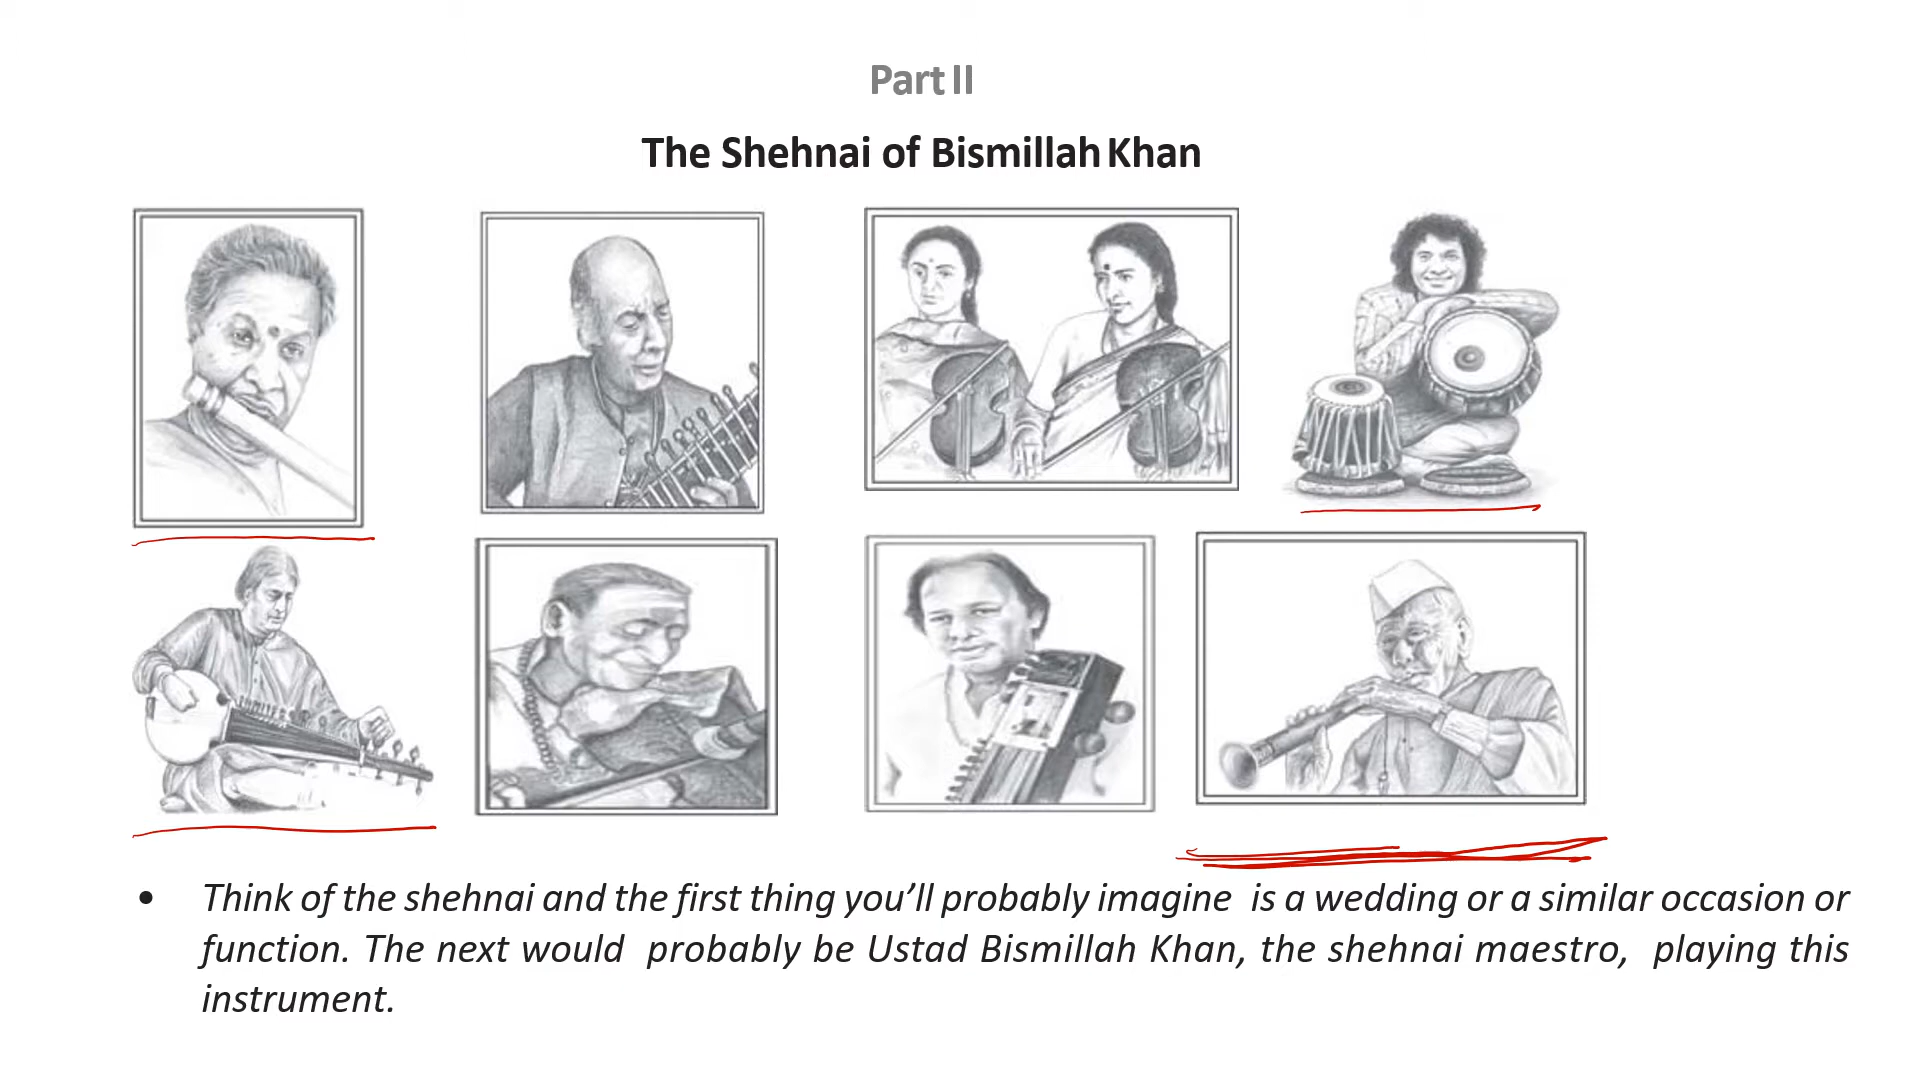 Part II
The Shehnai of Bismillah Khan
• Think of the shehnai and the first thing you’ll probably imagine is a wedding or a similar occasion or
function. The next would probably be Ustad Bismillah Khan, the shehnai maestro, playing this
instrument.